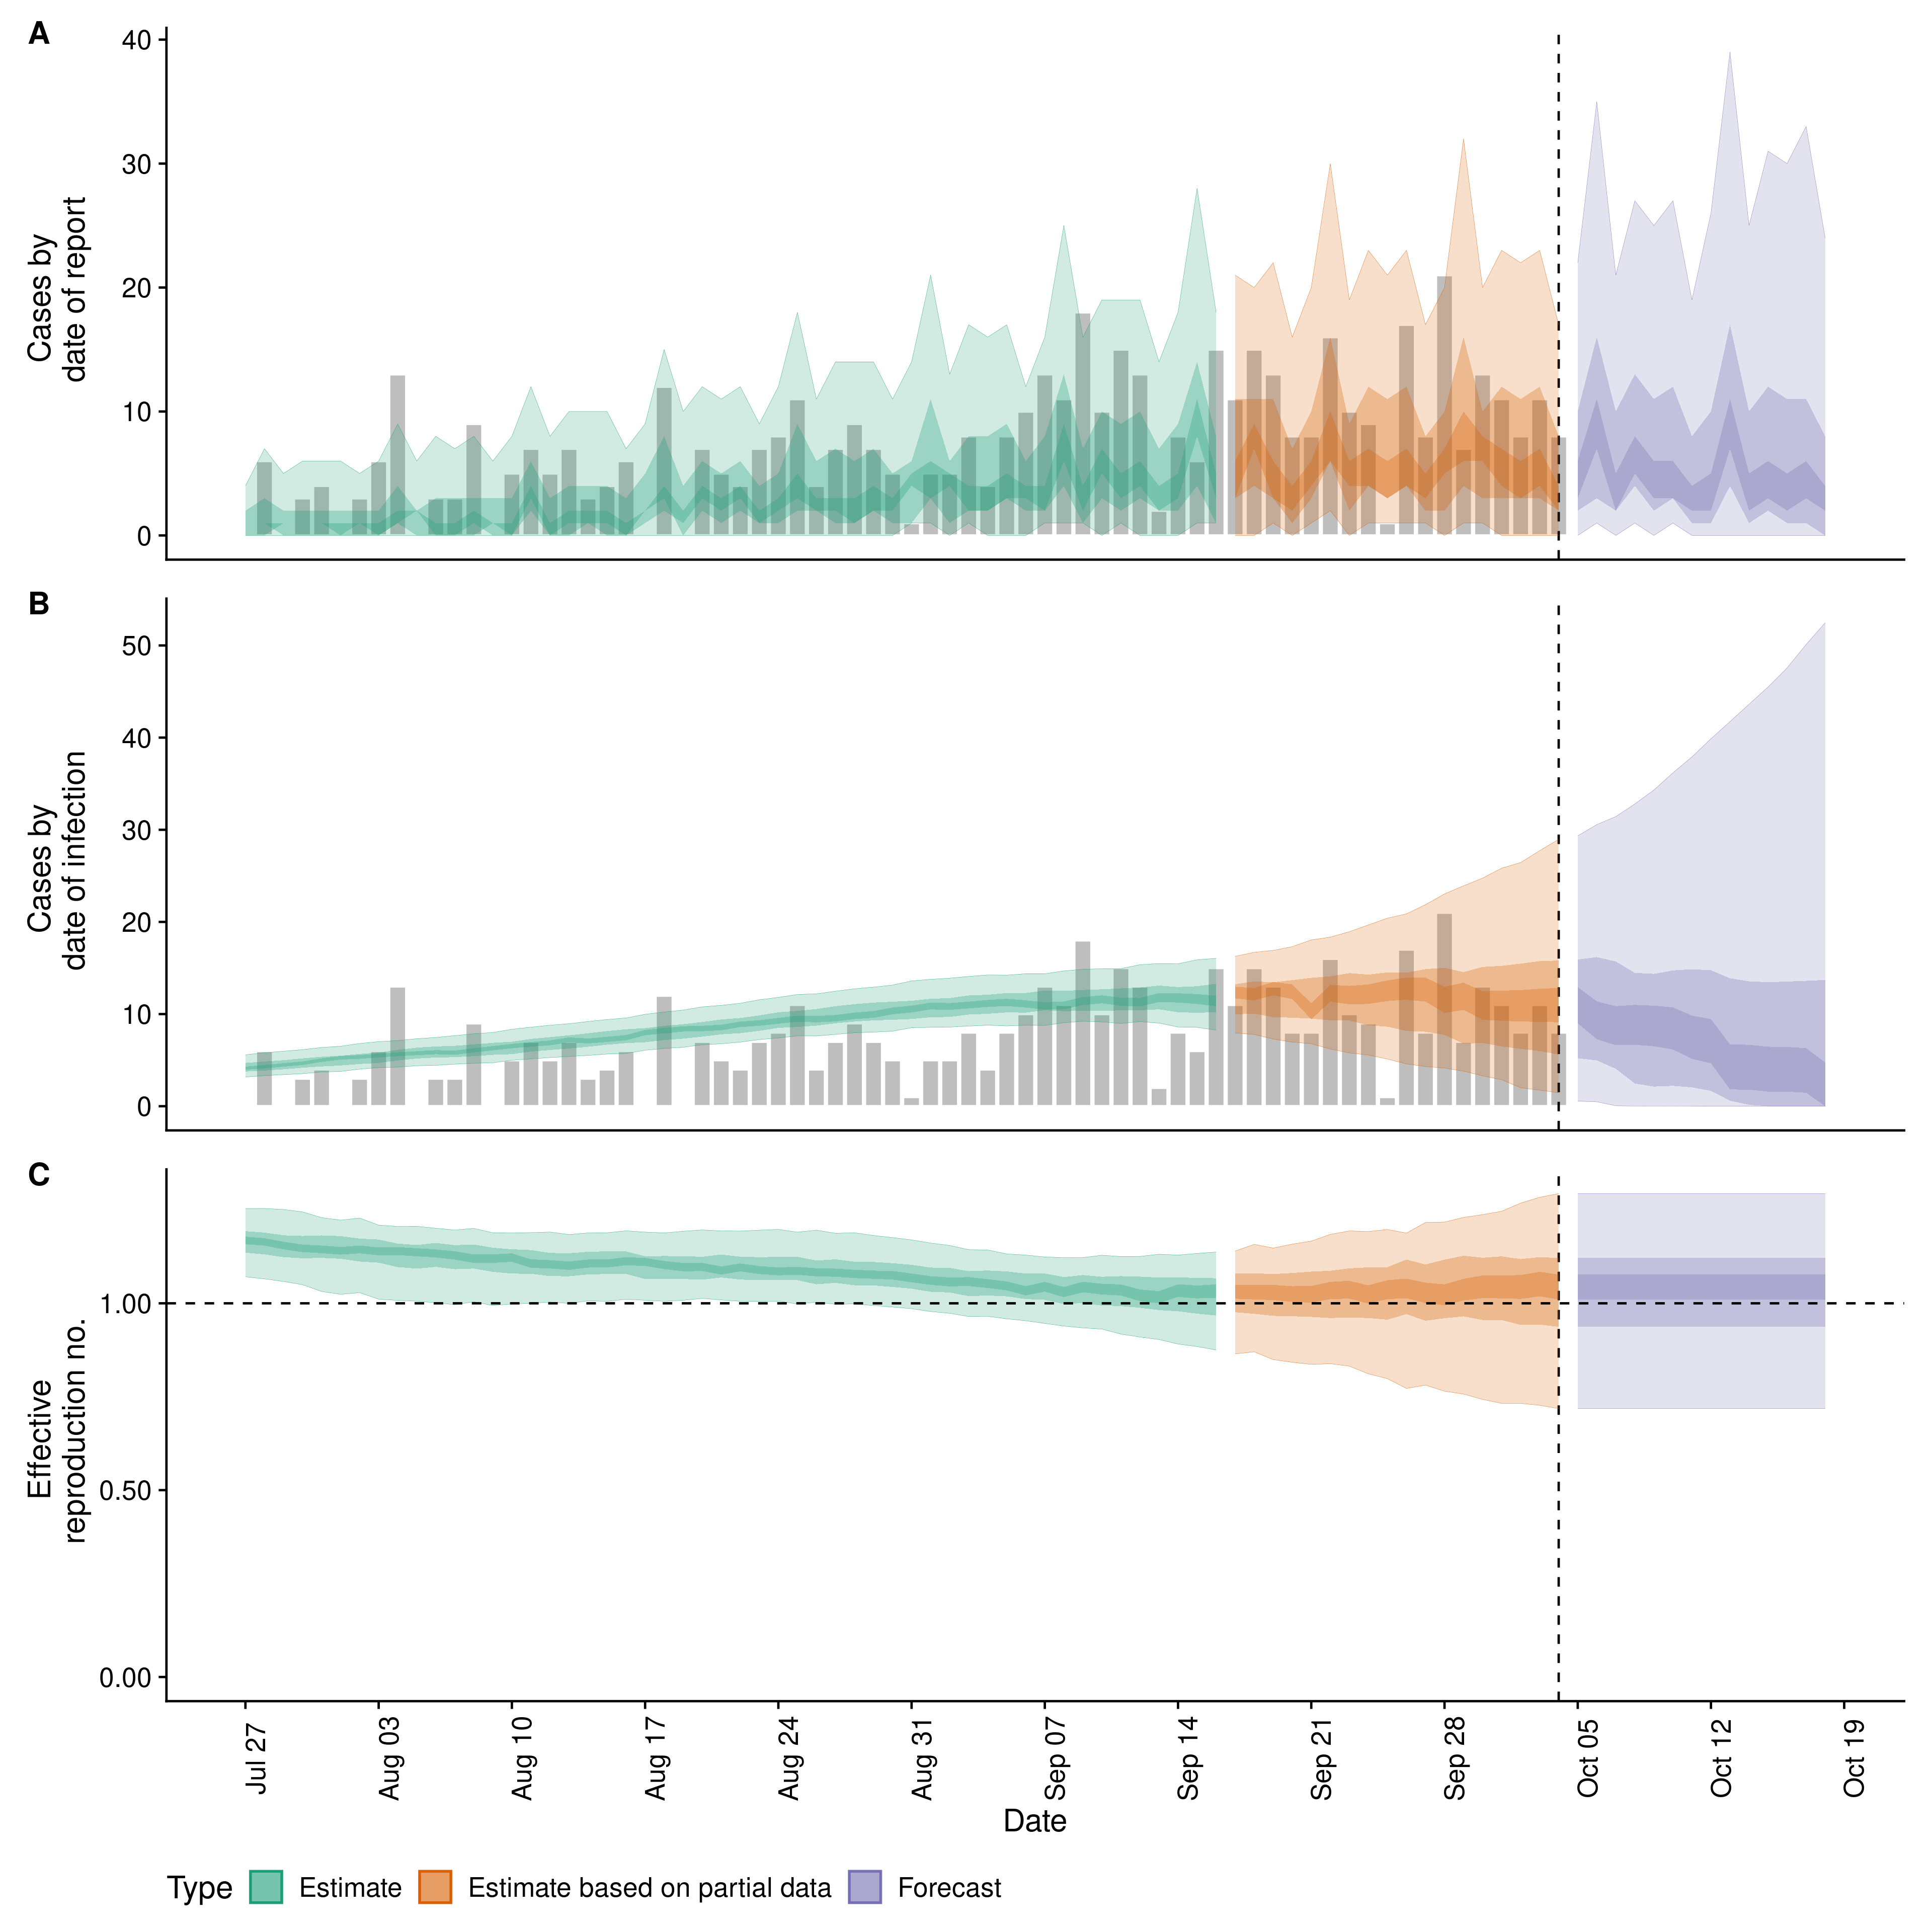 A
Cases by
date of report
40
30
20
10
0
B
Cases by
date of infection
50
40
30
20
10
0
C
Effective
reproduction no.
1.00
0.50
0.00
Jul 27
Aug 03
Aug 10
Aug 17
Aug 24
Aug 31
Sep 07
Sep 14
Sep 21
Sep 28
Oct 05
Oct 12
Oct 19
Date
Type Estimate Estimate based on partial data Forecast